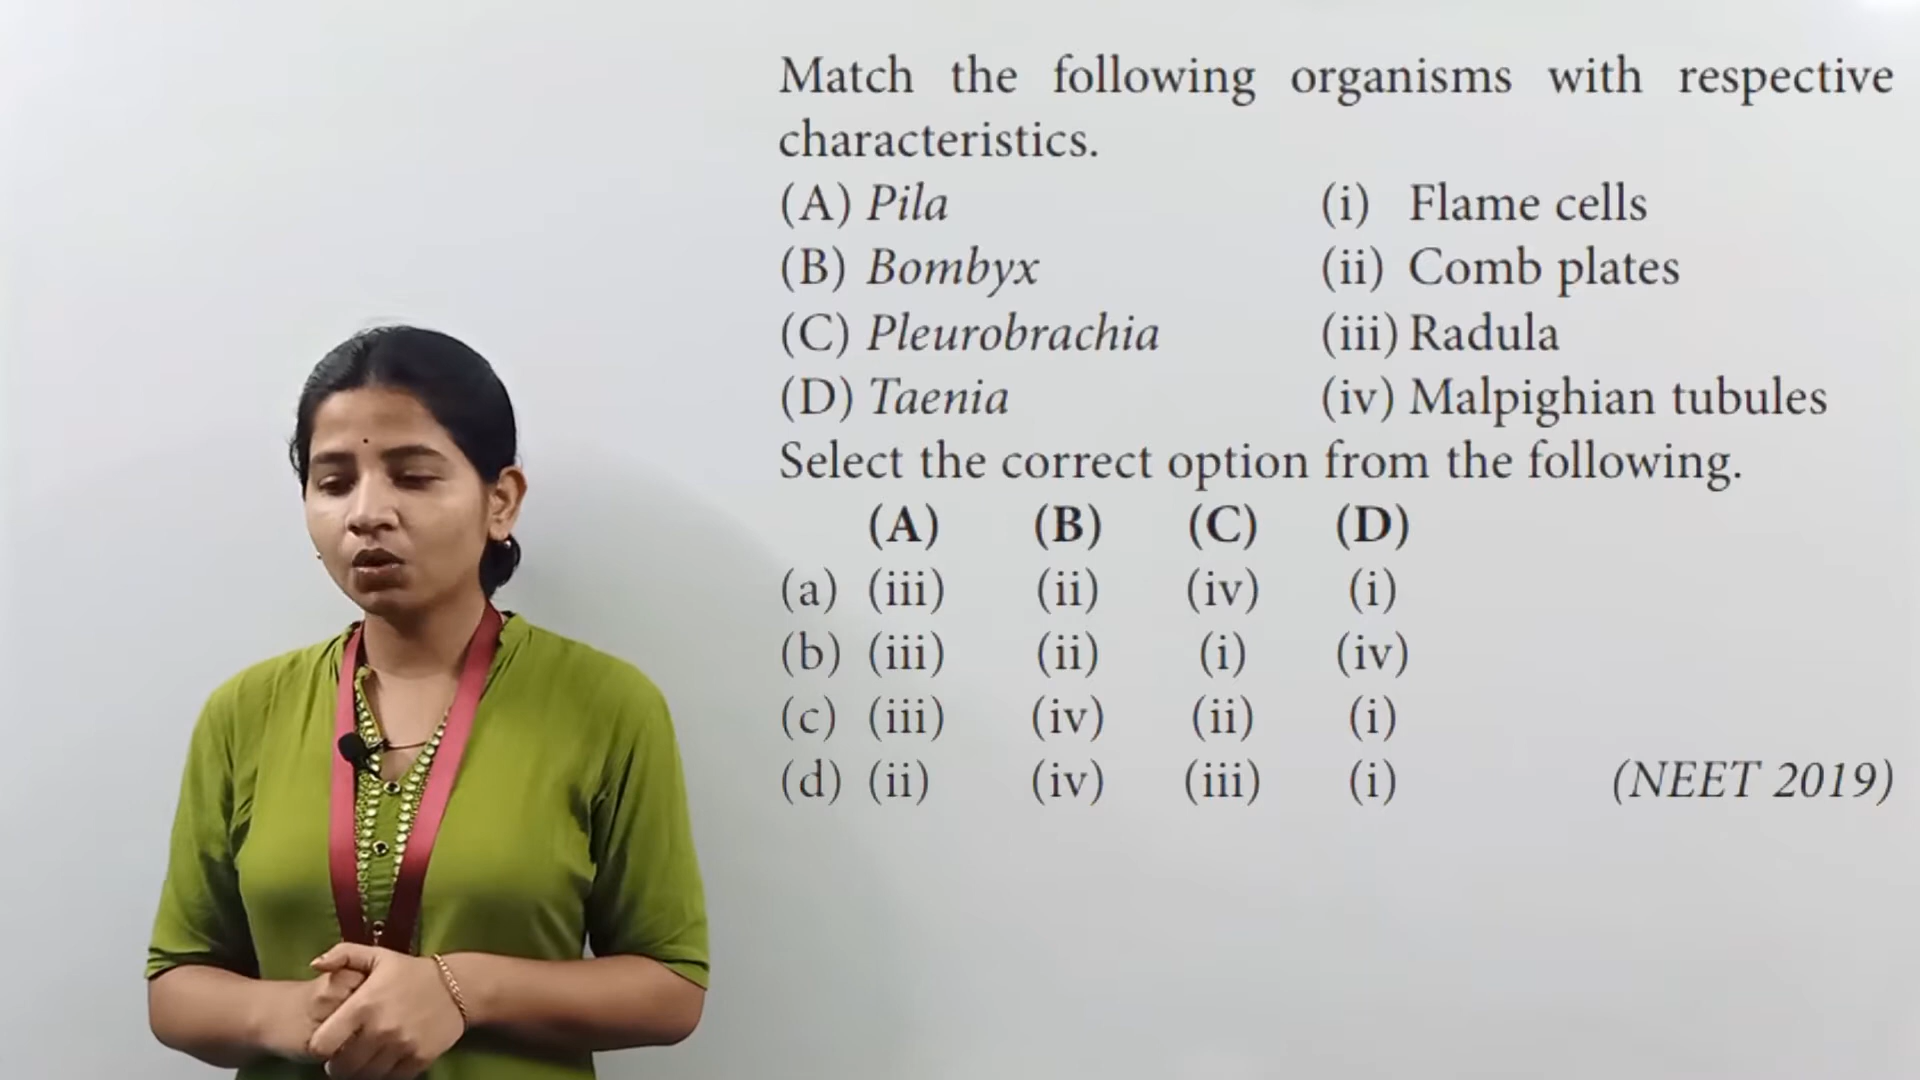 Match the following organisms with respective
characteristics.
(A) Pila (i) Flame cells
(B) Bombyx (ii) Comb plates
(C) Pleurobrachia (iii) Radula
(D) Taenia (iv) Malpighian tubules
Select the correct option from the following.
(A) (B) (C) (D)
(a) (iii) (ii) (iv) (i)
(b) (iii) (ii) (i) (iv)
(c) (iii) (iv) (ii) (i)
(d) (ii) (iv) (iii) (i) (NEET 2019)